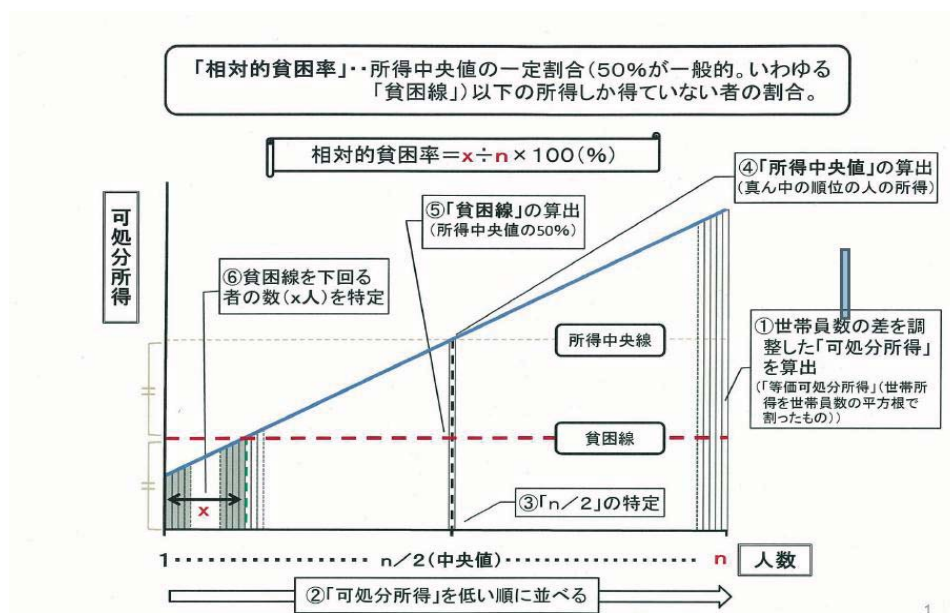 「相対的貧困率」‥所得中央値の一定割合(50%が一般的。いわゆる
「貧困線」)以下の所得しか得ていない者の割合。
相対的貧困率=x÷n×100(%)
④「所得中央値」の算出
(真ん中の順位の人の所得)
⑤「貧困線」の算出
(所得中央値の50%)
可処分所得
⑥貧困線を下回る
者の数(x人)を特定
①世帯員数の差を調
整した「可処分所得」
を算出
(「等価可処分所得」(世帯所
得を世帯員数の平方根で
割ったもの))
所得中央線
貧困線
③「n/2」の特定
x
1
n/2(中央値)
n
人数
②「可処分所得」を低い順に並べる
1